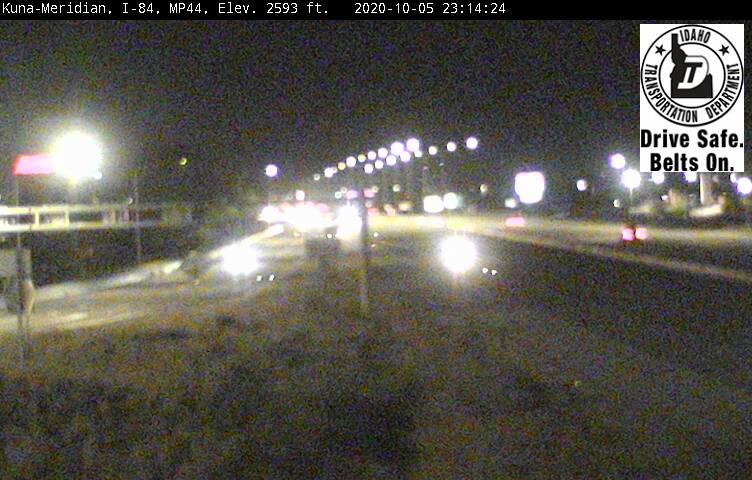 Kuna-Meridian, I-84, MP44, Elev. 2593 ft.   2020-10-05 23:14:24
IDAHO
TRANSPORTATION DEPARTMENT
Drive Safe.
Belts On.